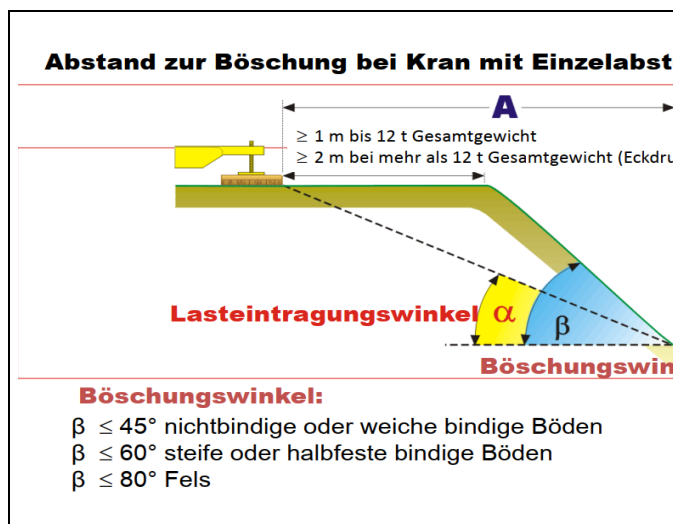 Abstand zur Böschung bei Kran mit Einzelabst
A
≥ 1 m bis 12 t Gesamtgewicht
≥ 2 m bei mehr als 12 t Gesamtgewicht (Eckdru
Lasteintragungswinkel α
β
Böschungswin
Böschungswinkel:
β ≤ 45° nichtbindige oder weiche bindige Böden
β ≤ 60° steife oder halbfeste bindige Böden
β ≤ 80° Fels